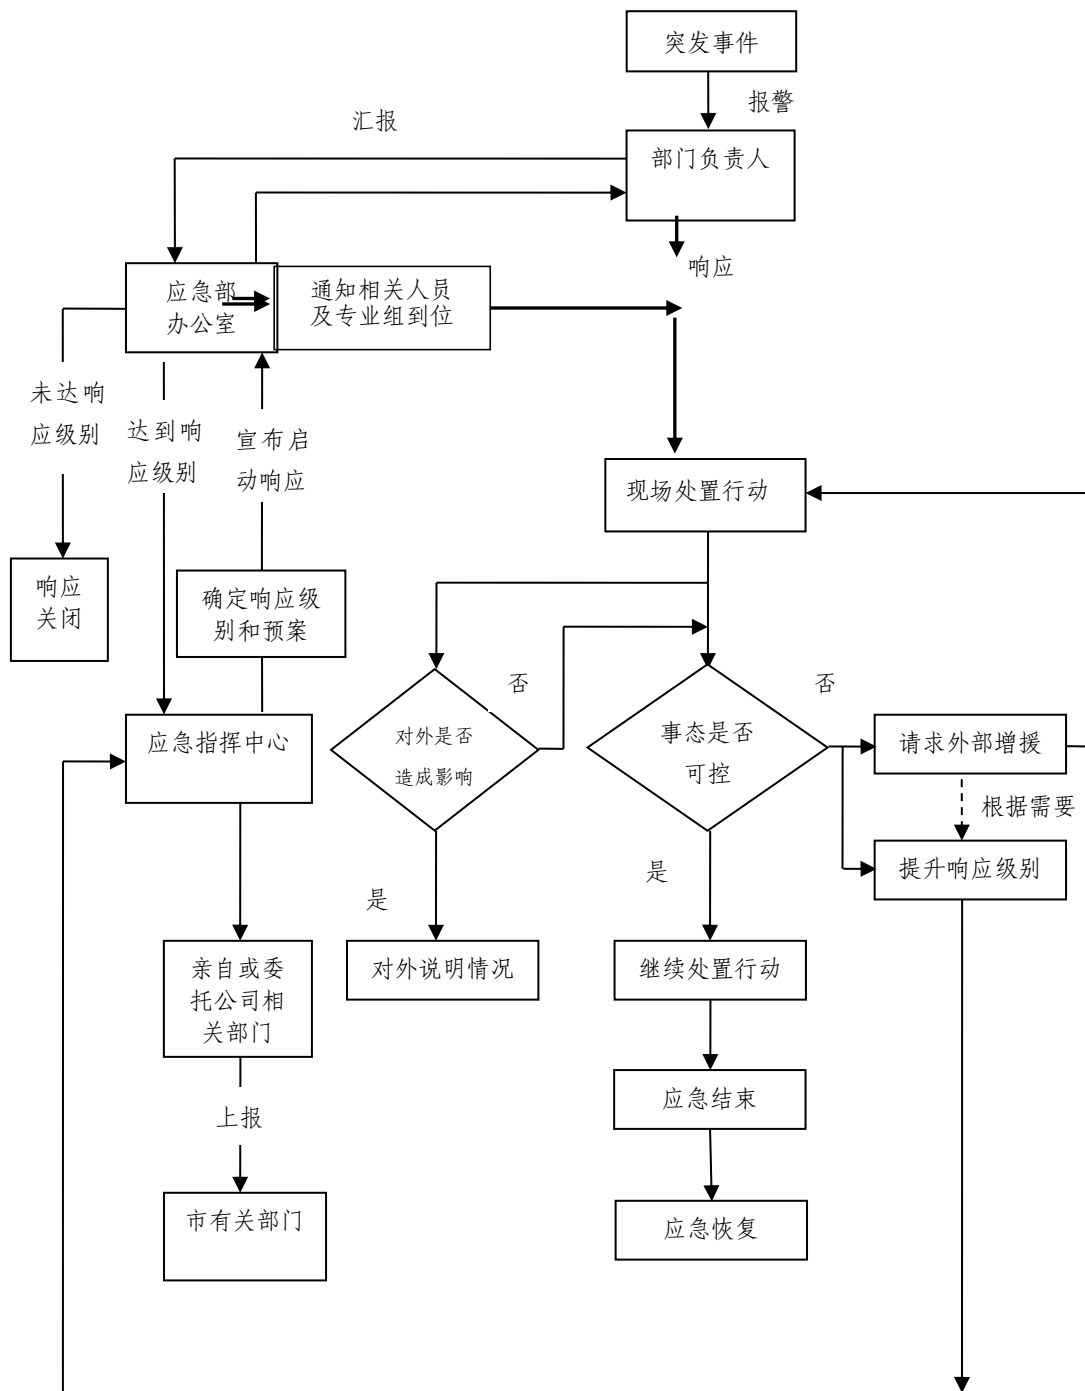 突发事件
报警
汇报
部门负责人
响应
应急部
办公室
通知相关人员
及专业组到位
未达响
应级别
达到响
应级别
宣布启
动响应
现场处置行动
响应
关闭
确定响应级
别和预案
否
否
应急指挥中心
对外是否
造成影响
事态是否
可控
请求外部增援
根据需要
提升响应级别
是
是
亲自或委
托公司相
关部门
对外说明情况
继续处置行动
上报
应急结束
市有关部门
应急恢复